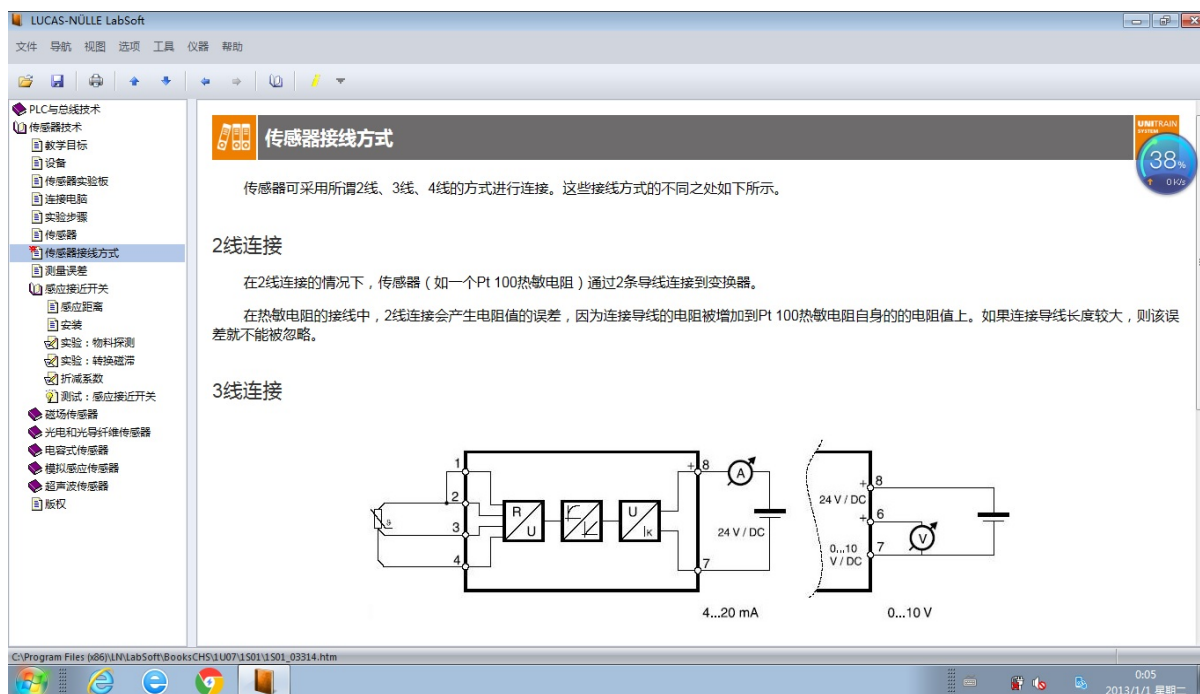 LUCAS-NÜLLE LabSoft
文件 导航 视图 选项 工具 仪器 帮助
PLC与总线技术
传感器技术
教学目标
设备
传感器实验板
连接电脑
实验步骤
传感器
传感器接线方式
测量误差
感应接近开关
感应距离
安装
实验：物料探测
实验：转换磁滞
折减系数
测试：感应接近开关
磁场传感器
光电和光导纤维传感器
电容式传感器
模拟感应传感器
超声波传感器
版权
传感器接线方式
UNITRAIN
SYSTEM
38%
0K/s
传感器可采用所谓2线、3线、4线的方式进行连接。这些接线方式的不同之处如下所示。
2线连接
在2线连接的情况下，传感器（如一个Pt 100热敏电阻）通过2条导线连接到变换器。
在热敏电阻的接线中，2线连接会产生电阻值的误差，因为连接导线的电阻被增加到Pt 100热敏电阻自身的的电阻值上。如果连接导线长度较大，则该误
差就不能被忽略。
3线连接
1
2
3
4
ϑ
R
U
U
Iк
+
8
A
24 V / DC
7
4...20 mA
+
8
24 V / DC
+
6
0...10
V / DC
7
V
0...10 V
C:\Program Files (x86)\LN\LabSoft\BooksCHS\1U07\1S01\1S01_03314.htm
0:05
2013/1/1 星期一